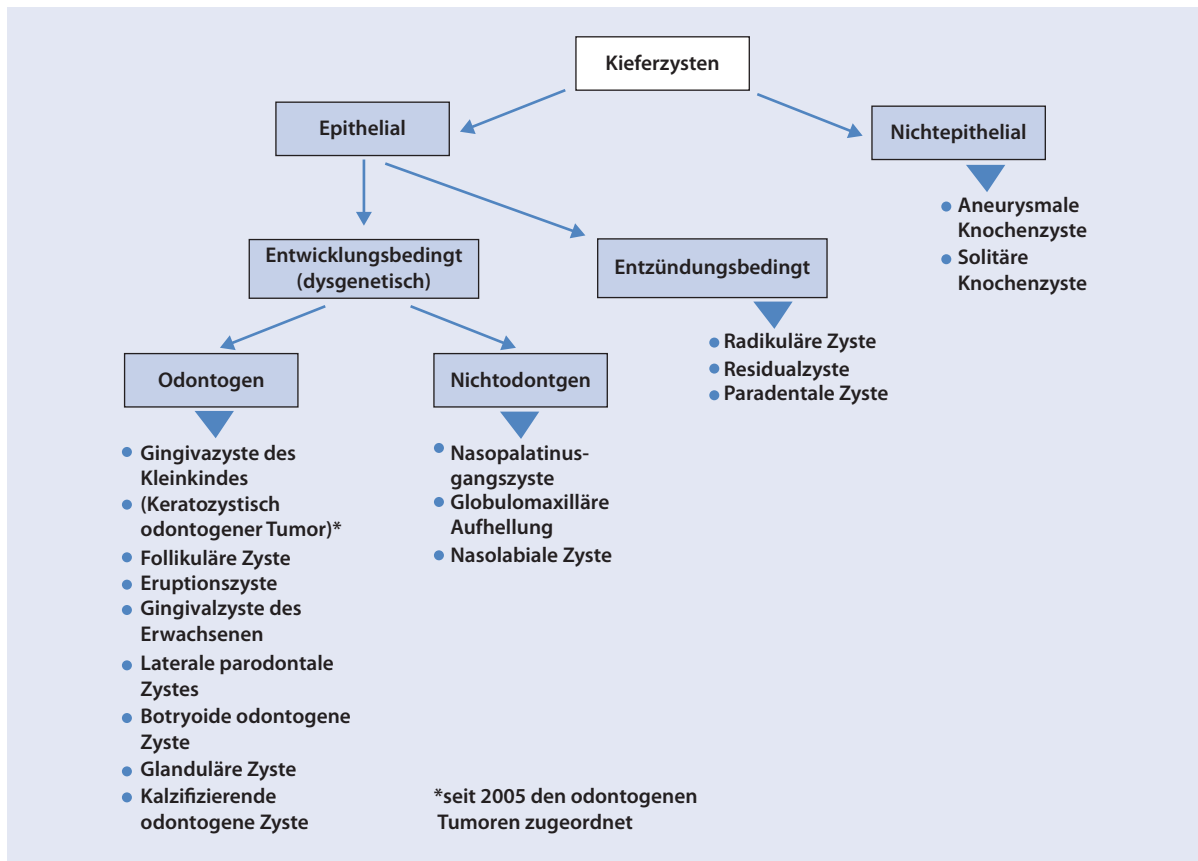 Kieferzysten
Epithelial
Nichtepithelial
• Aneurysmale
Knochenzyste
• Solitäre
Knochenzyste
Entwicklungsbedingt
(dysgenetisch)
Entzündungsbedingt
• Radikuläre Zyste
• Residualzyste
• Paradentale Zyste
Odontogen
Nichtodontgen
• Gingivazyste des
Kleinkindes
• (Keratozystisch
odontogener Tumor)*
• Follikuläre Zyste
• Eruptionszyste
• Gingivalzyste des
Erwachsenen
• Laterale parodontale
Zystes
• Botryoide odontogene
Zyste
• Glanduläre Zyste
• Kalzifizierende
odontogene Zyste
• Nasopalatinus-
gangszyste
• Globulomaxilläre
Aufhellung
• Nasolabiale Zyste
*seit 2005 den odontogenen
Tumoren zugeordnet